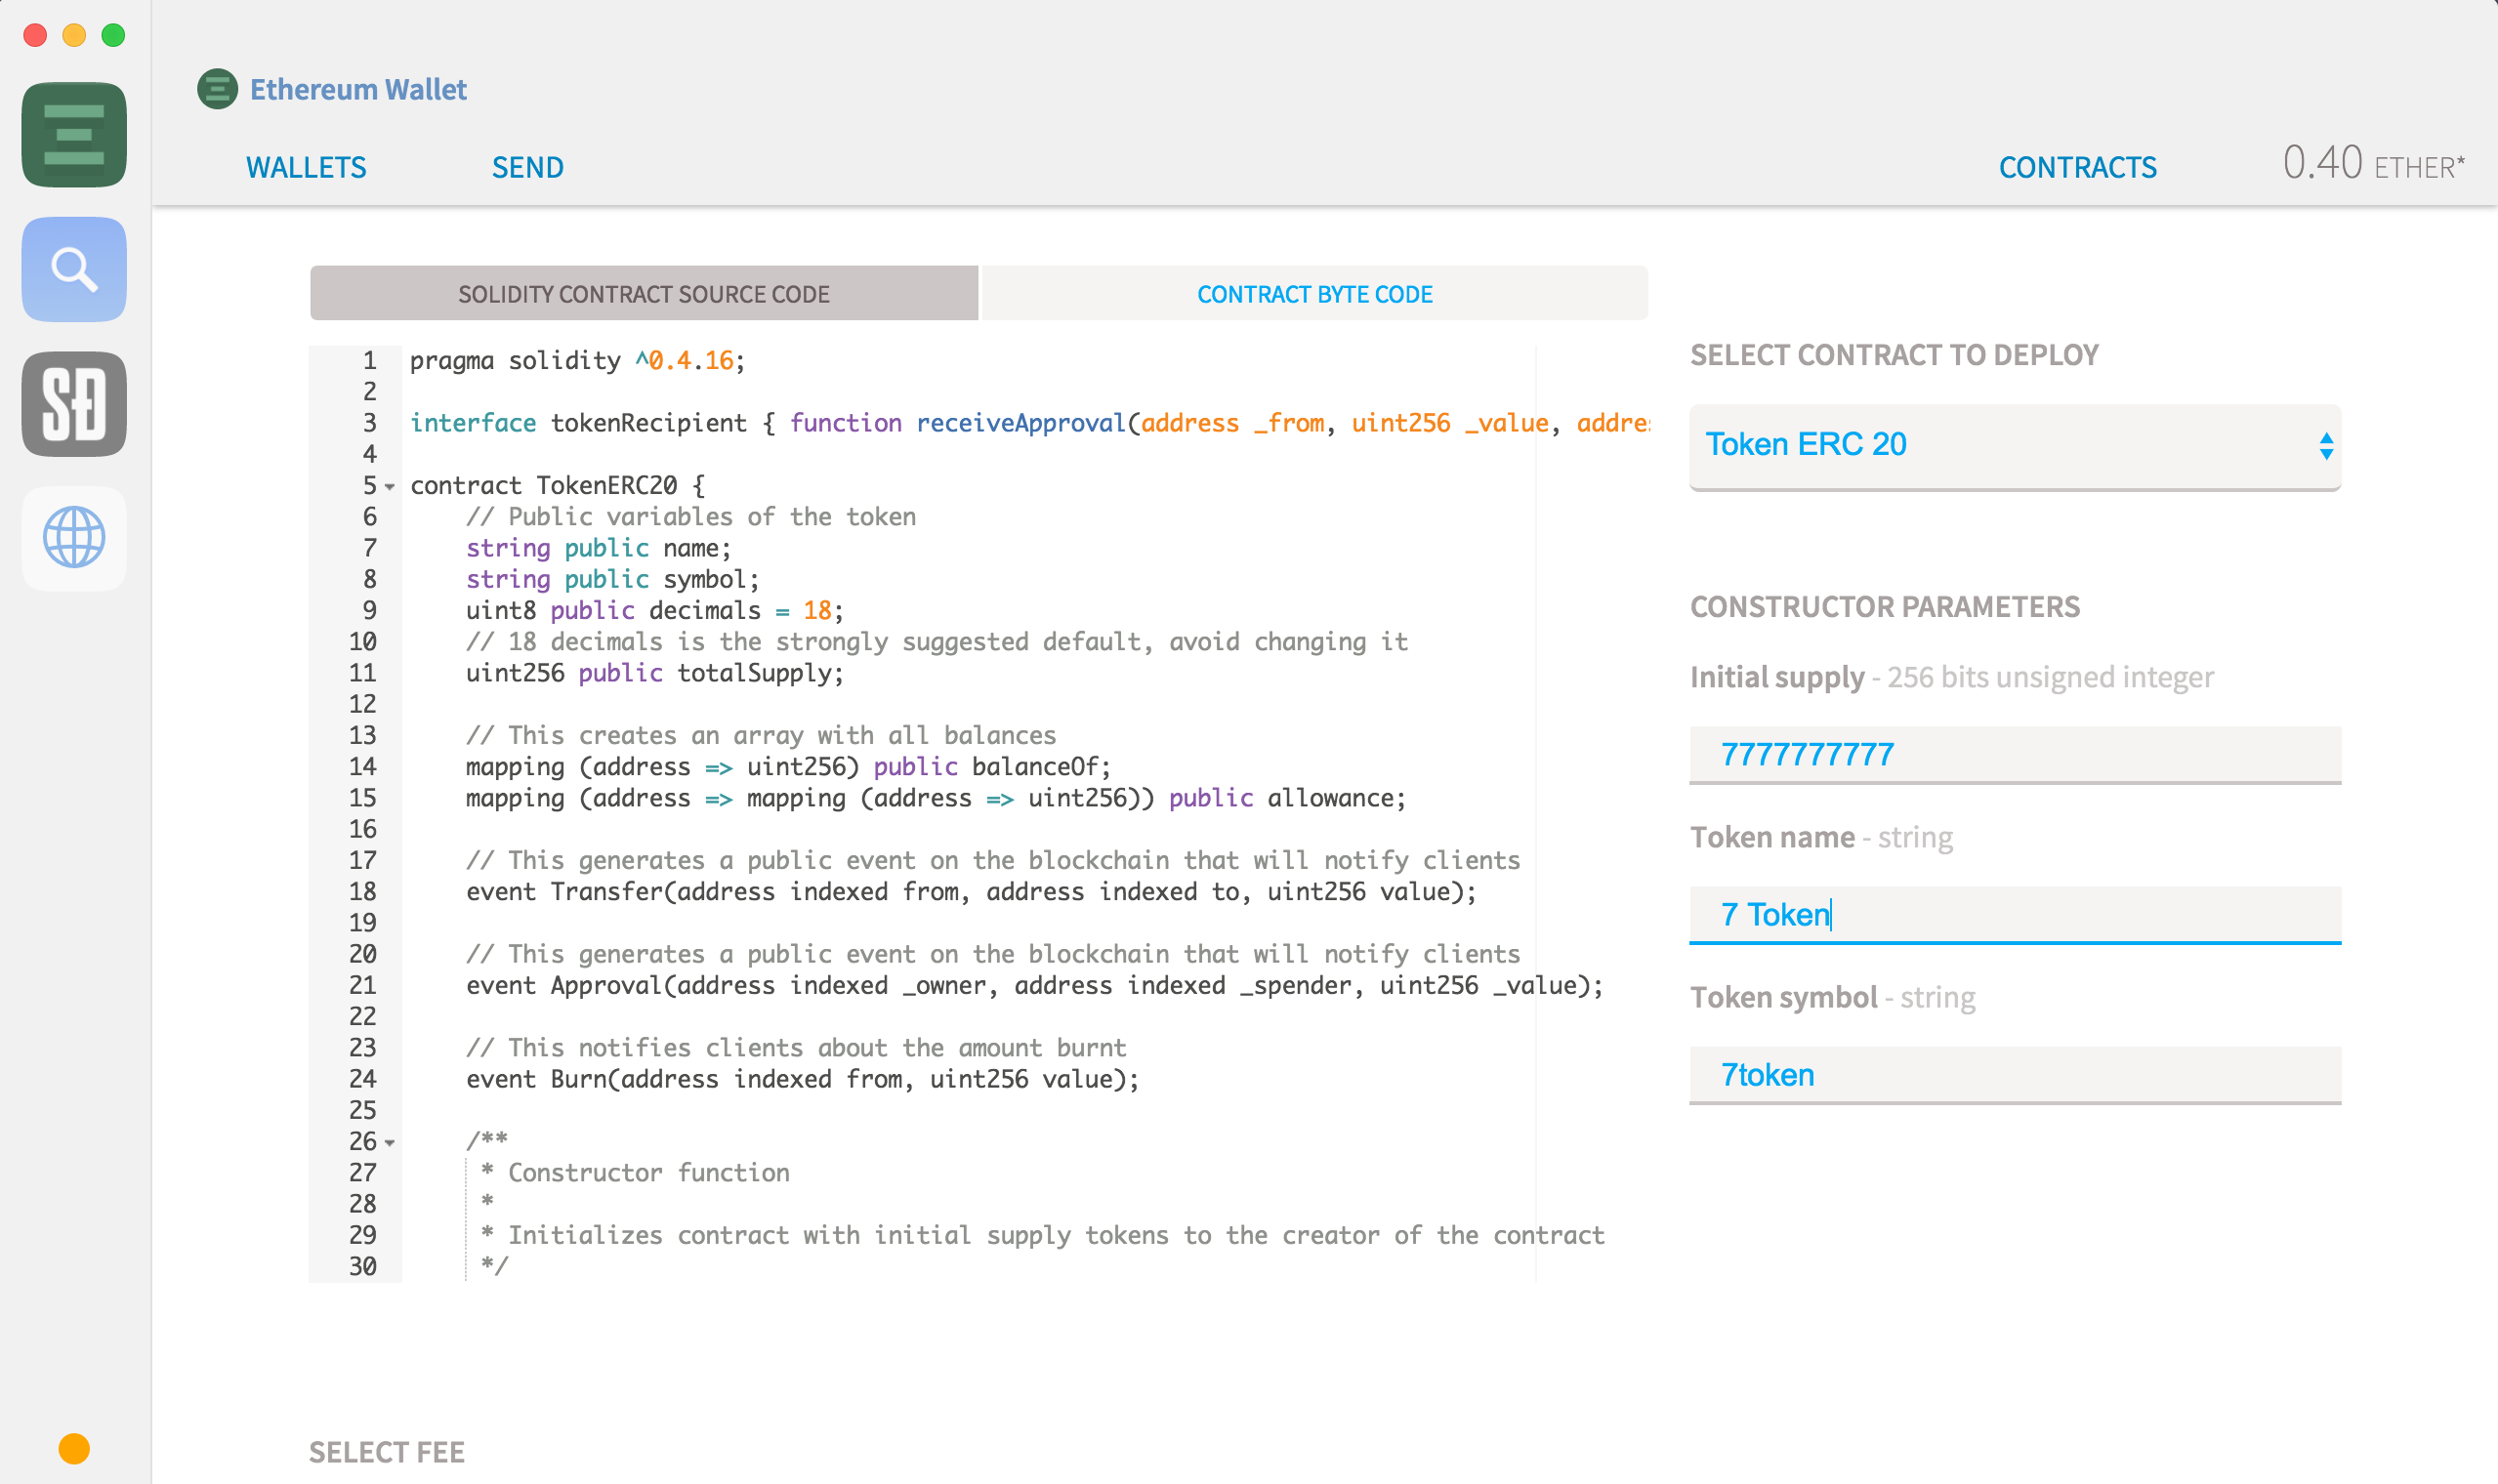 Ethereum Wallet
WALLETS SEND CONTRACTS 0.40 ETHER*
SOLIDITY CONTRACT SOURCE CODE CONTRACT BYTE CODE
1 pragma solidity ^0.4.16;
2
3 interface tokenRecipient { function receiveApproval(address _from, uint256 _value, addre
4
5 contract TokenERC20 {
6 // Public variables of the token
7 string public name;
8 string public symbol;
9 uint8 public decimals = 18;
10 // 18 decimals is the strongly suggested default, avoid changing it
11 uint256 public totalSupply;
12
13 // This creates an array with all balances
14 mapping (address => uint256) public balanceOf;
15 mapping (address => mapping (address => uint256)) public allowance;
16
17 // This generates a public event on the blockchain that will notify clients
18 event Transfer(address indexed from, address indexed to, uint256 value);
19
20 // This generates a public event on the blockchain that will notify clients
21 event Approval(address indexed _owner, address indexed _spender, uint256 _value);
22
23 // This notifies clients about the amount burnt
24 event Burn(address indexed from, uint256 value);
25
26 /**
27 * Constructor function
28 *
29 * Initializes contract with initial supply tokens to the creator of the contract
30 */
SELECT CONTRACT TO DEPLOY
Token ERC 20
CONSTRUCTOR PARAMETERS
Initial supply - 256 bits unsigned integer
7777777777
Token name - string
7 Token
Token symbol - string
7token
SELECT FEE